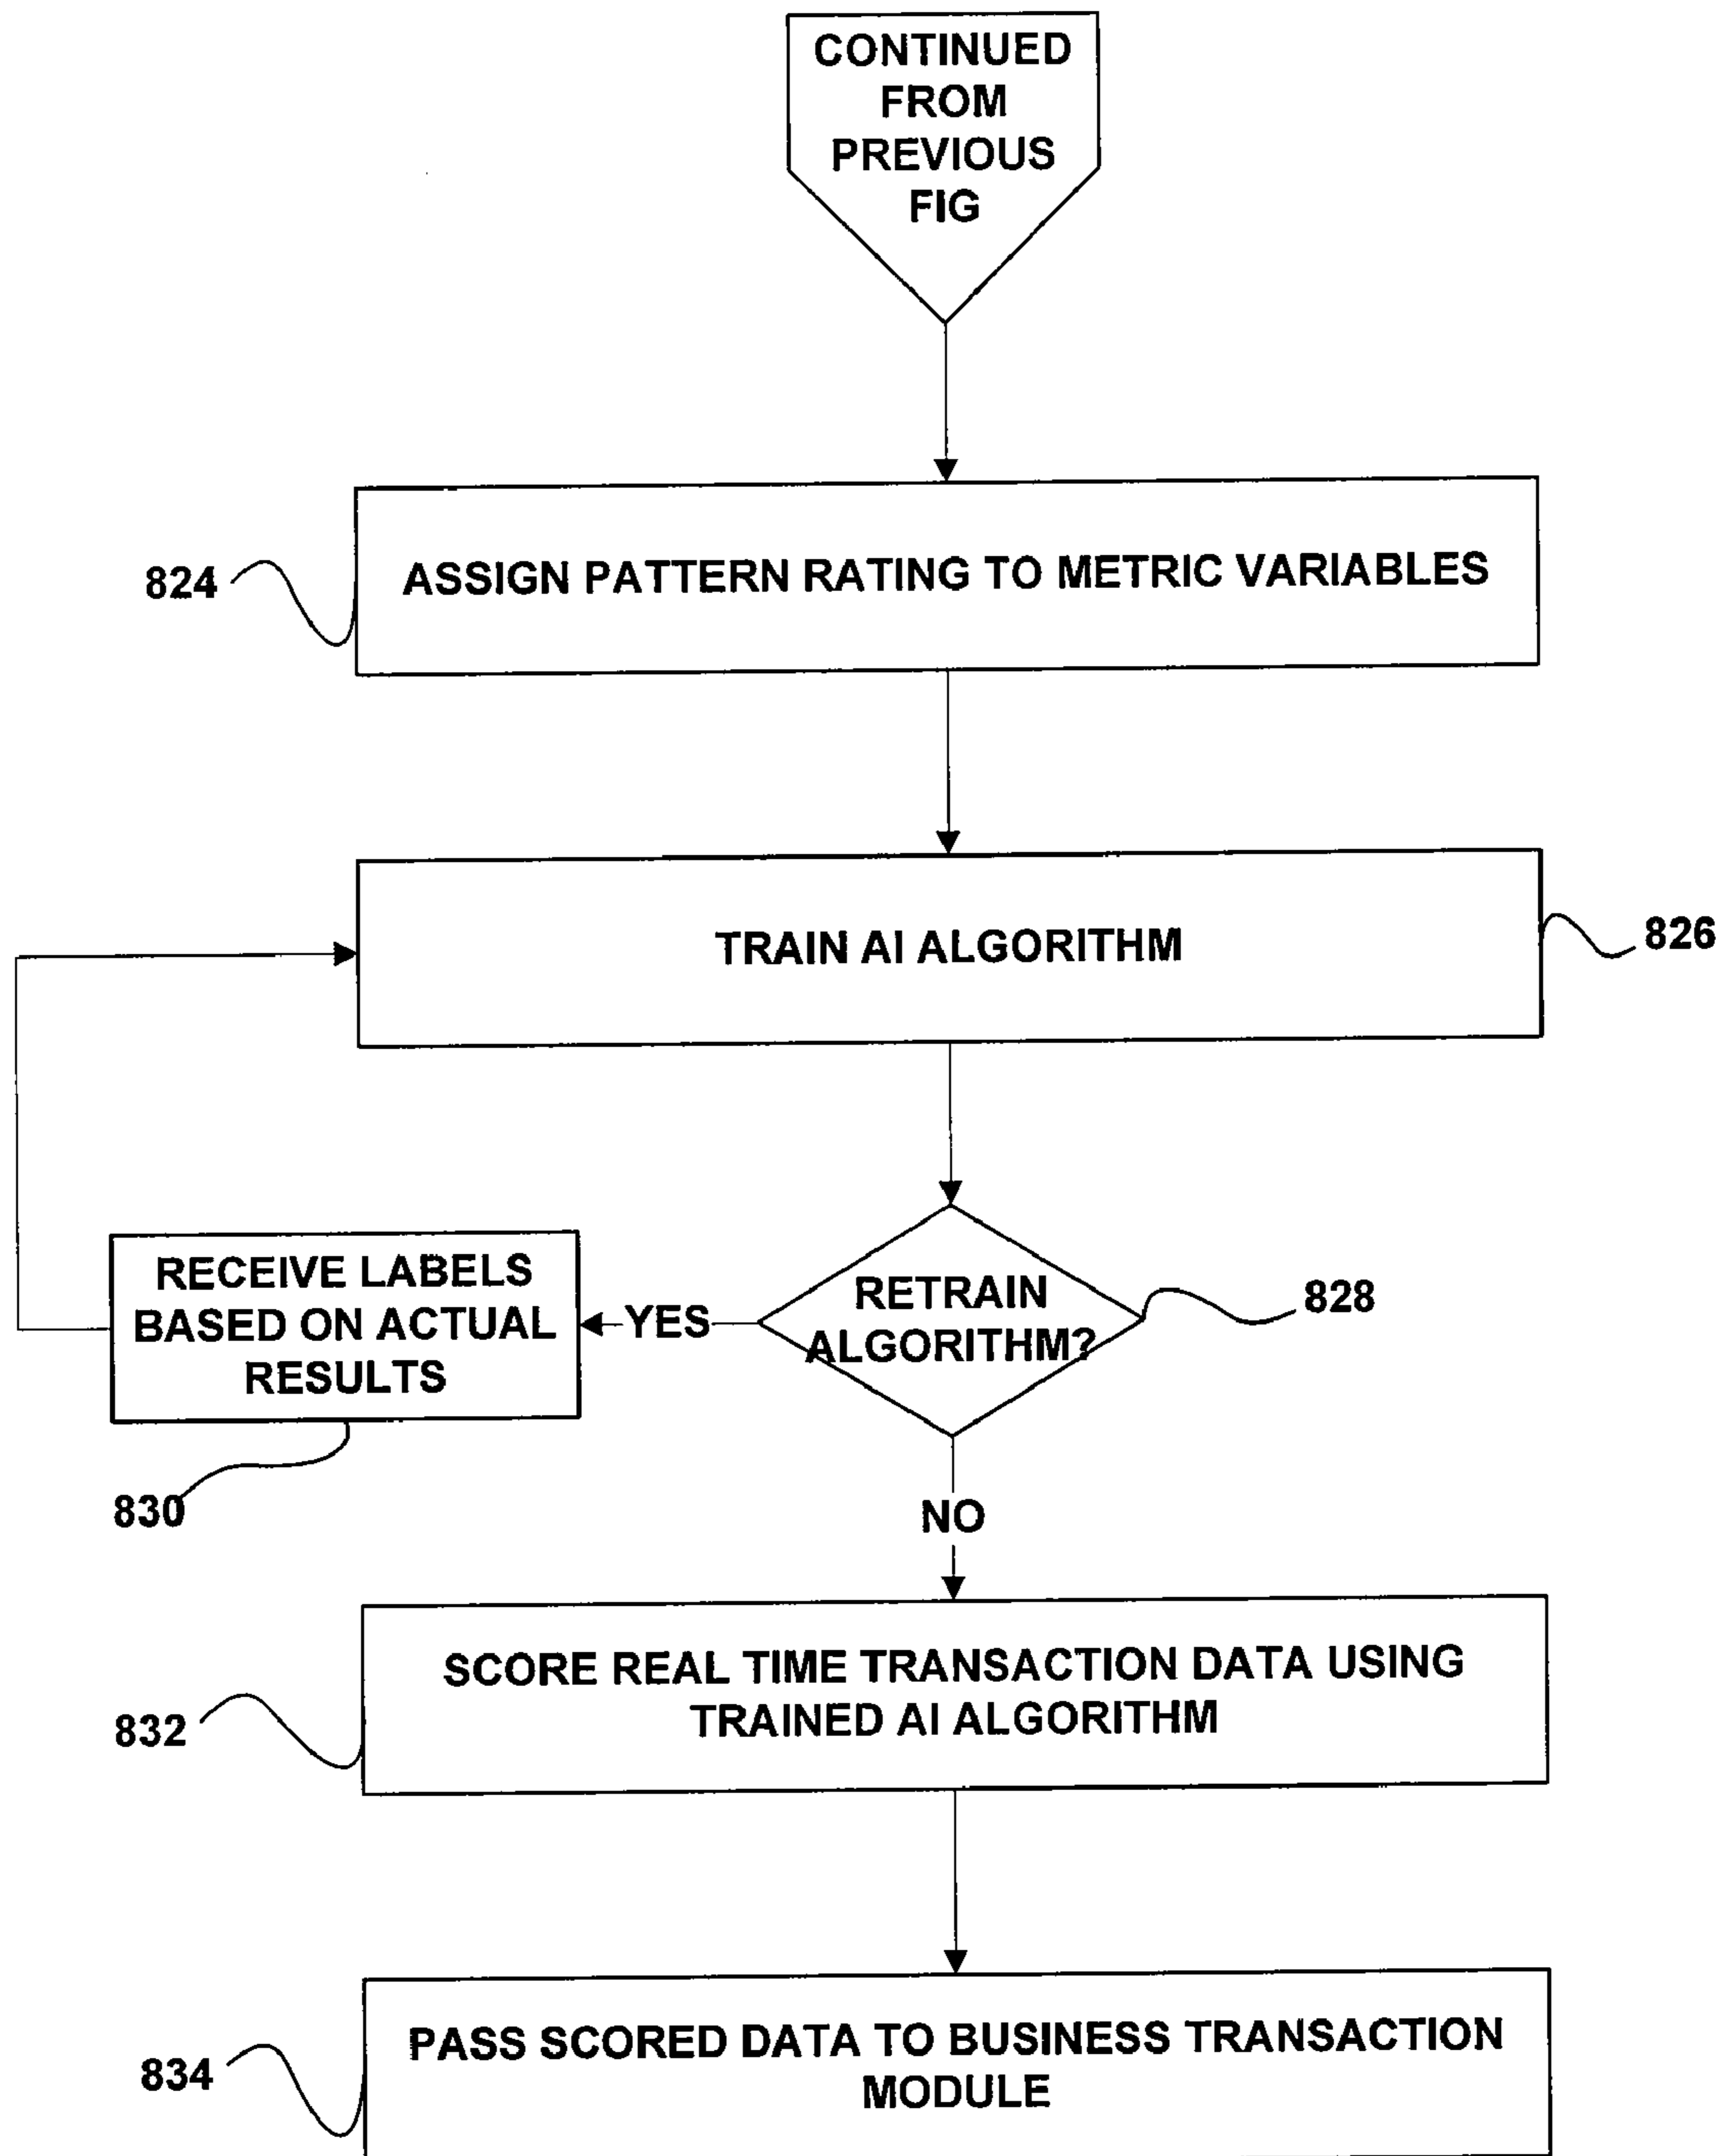 CONTINUED
FROM
PREVIOUS
FIG
824
ASSIGN PATTERN RATING TO METRIC VARIABLES
TRAIN AI ALGORITHM
826
RECEIVE LABELS
BASED ON ACTUAL
RESULTS
YES
RETRAIN
ALGORITHM?
828
830
NO
SCORE REAL TIME TRANSACTION DATA USING
TRAINED AI ALGORITHM
832
PASS SCORED DATA TO BUSINESS TRANSACTION
MODULE
834